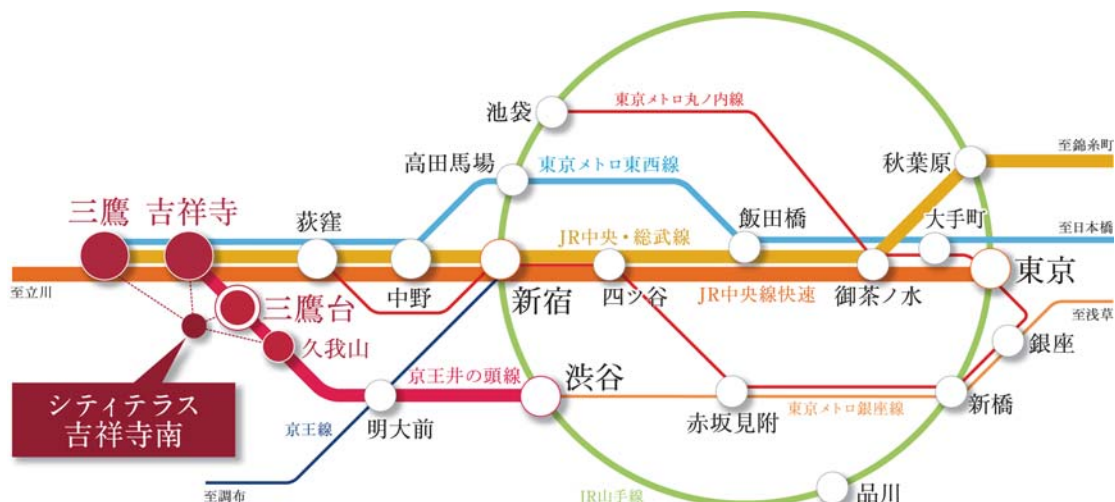 池袋
東京メトロ丸ノ内線
高田馬場
東京メトロ東西線
秋葉原
至錦糸町
三鷹
吉祥寺
荻窪
飯田橋
大手町
至日本橋
JR中央・総武線
至立川
中野
新宿
四ツ谷
JR中央線快速
御茶ノ水
東京
三鷹台
久我山
至浅草
銀座
シティテラス
吉祥寺南
京王井の頭線
渋谷
京王線
明大前
赤坂見附
東京メトロ銀座線
新橋
至調布
JR山手線
品川